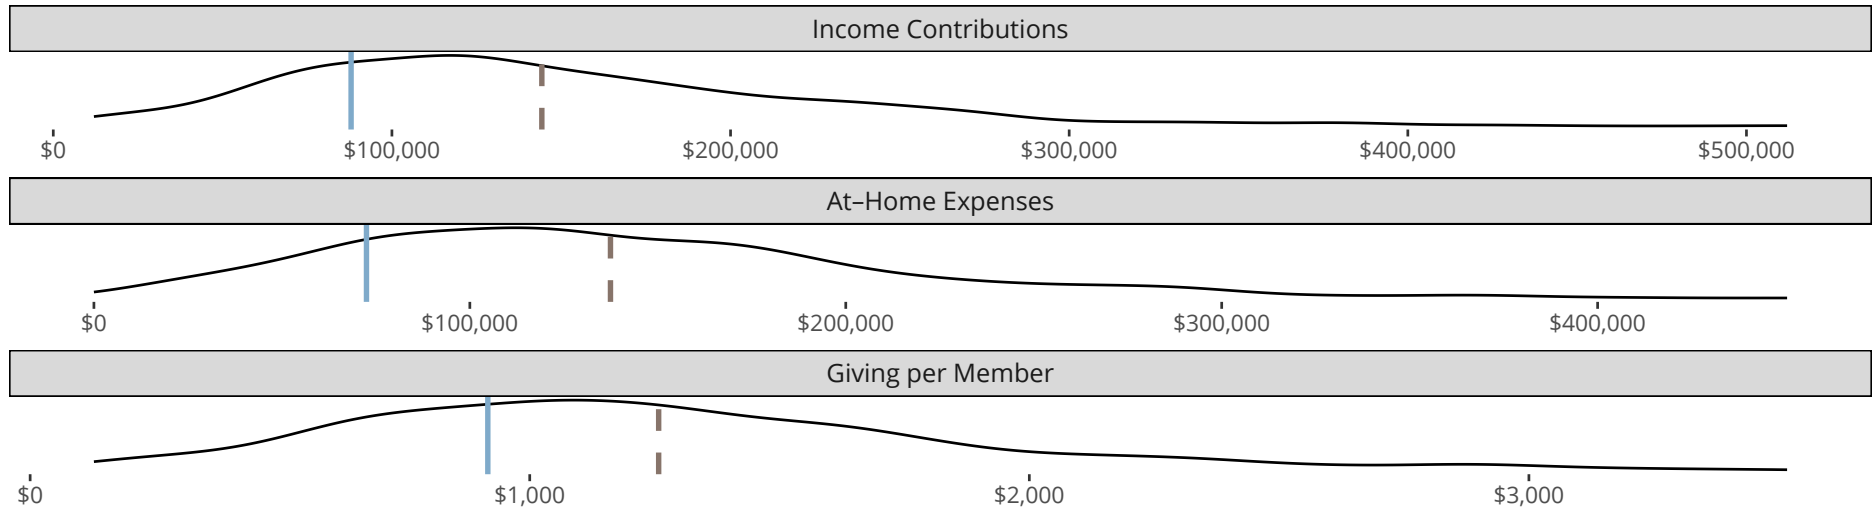 Income Contributions
$0 $100,000 $200,000 $300,000 $400,000 $500,000
At–Home Expenses
$0 $100,000 $200,000 $300,000 $400,000
Giving per Member
$0 $1,000 $2,000 $3,000